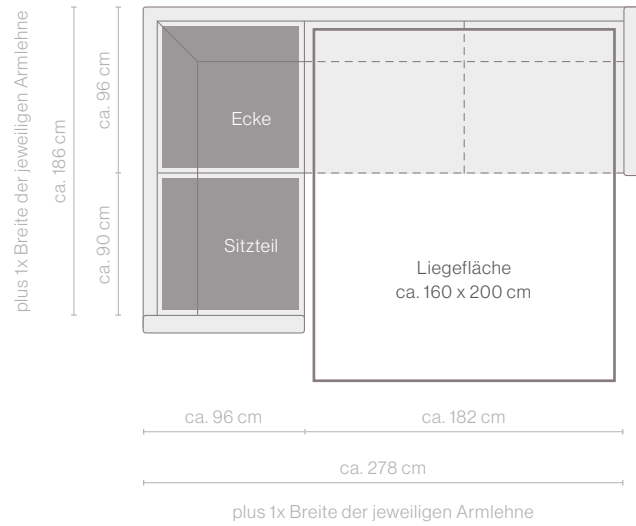 plus 1x Breite der jeweiligen Armlehne
ca. 186 cm
ca. 96 cm
ca. 90 cm
Ecke
Sitzteil
Liegefläche
ca. 160 x 200 cm
ca. 96 cm
ca. 182 cm
ca. 278 cm
plus 1x Breite der jeweiligen Armlehne